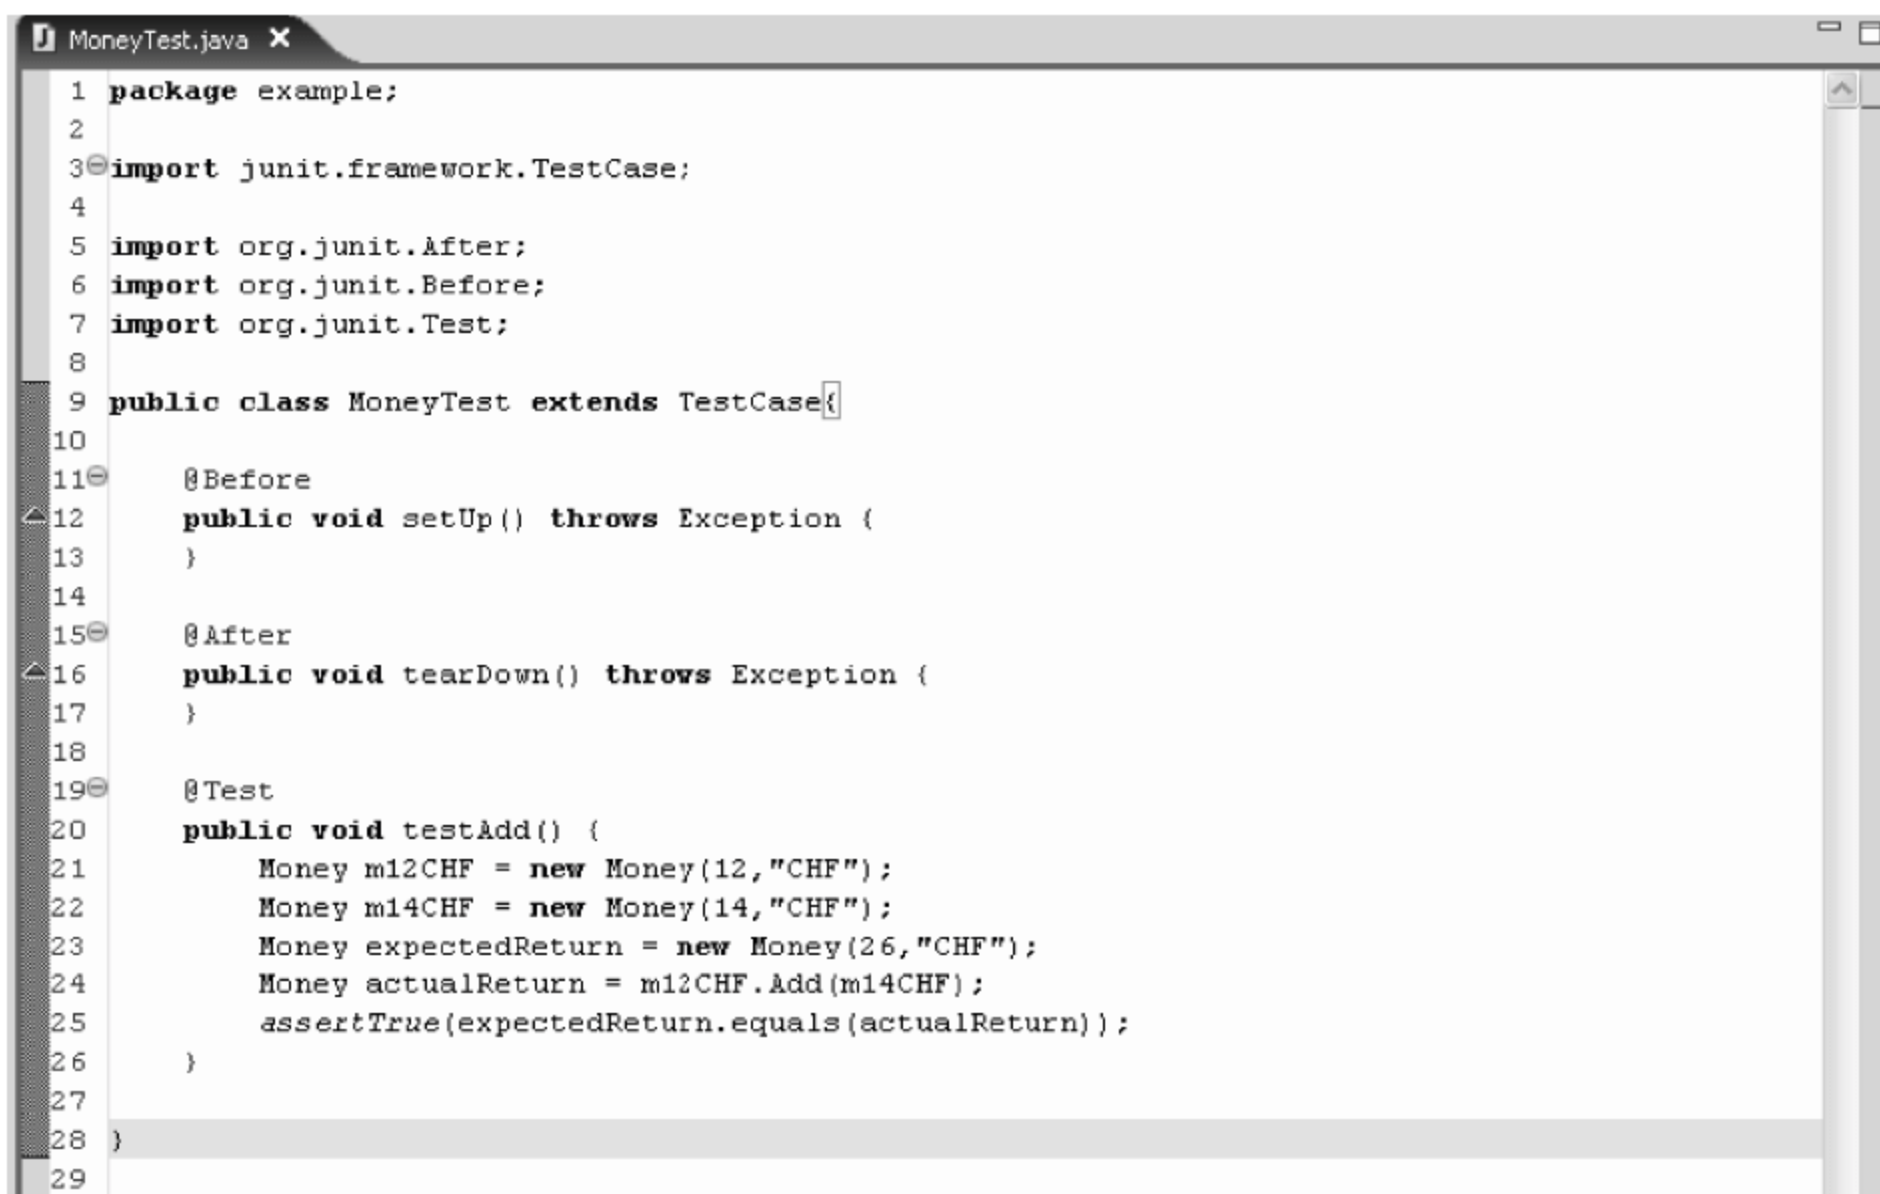 MoneyTest.java
1 package example;
2
3 import junit.framework.TestCase;
4
5 import org.junit.After;
6 import org.junit.Before;
7 import org.junit.Test;
8
9 public class MoneyTest extends TestCase{
10
11 @Before
12 public void setUp() throws Exception {
13 }
14
15 @After
16 public void tearDown() throws Exception {
17 }
18
19 @Test
20 public void testAdd() {
21 Money m12CHF = new Money(12,"CHF");
22 Money m14CHF = new Money(14,"CHF");
23 Money expectedReturn = new Money(26,"CHF");
24 Money actualReturn = m12CHF.Add(m14CHF);
25 assertTrue(expectedReturn.equals(actualReturn));
26 }
27
28 }
29